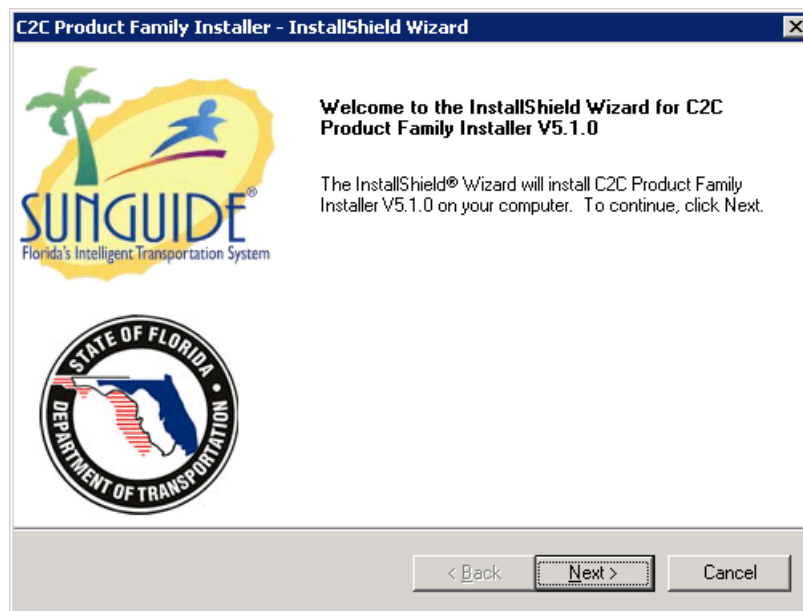 C2C Product Family Installer - InstallShield Wizard
Welcome to the InstallShield Wizard for C2C
Product Family Installer V5.1.0
The InstallShield® Wizard will install C2C Product Family
Installer V5.1.0 on your computer. To continue, click Next.
SUNGUIDE®
Florida's Intelligent Transportation System
STATE OF FLORIDA •
DEPARTMENT OF TRANSPORTATION
< Back
Next >
Cancel